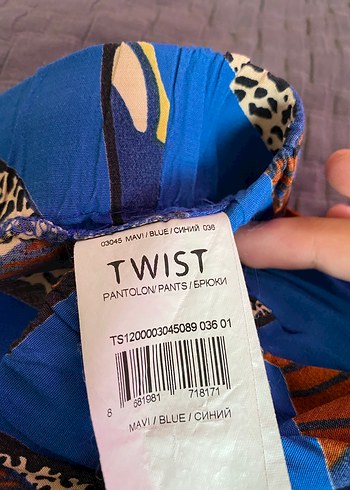 03045 MAVI / BLUE / СИНИЙ 036
TWIST
PANTOLON/ PANTS / БРЮКИ
TS1200003045089 036 01
8 681981 718171
MAVI / BLUE / СИНИЙ